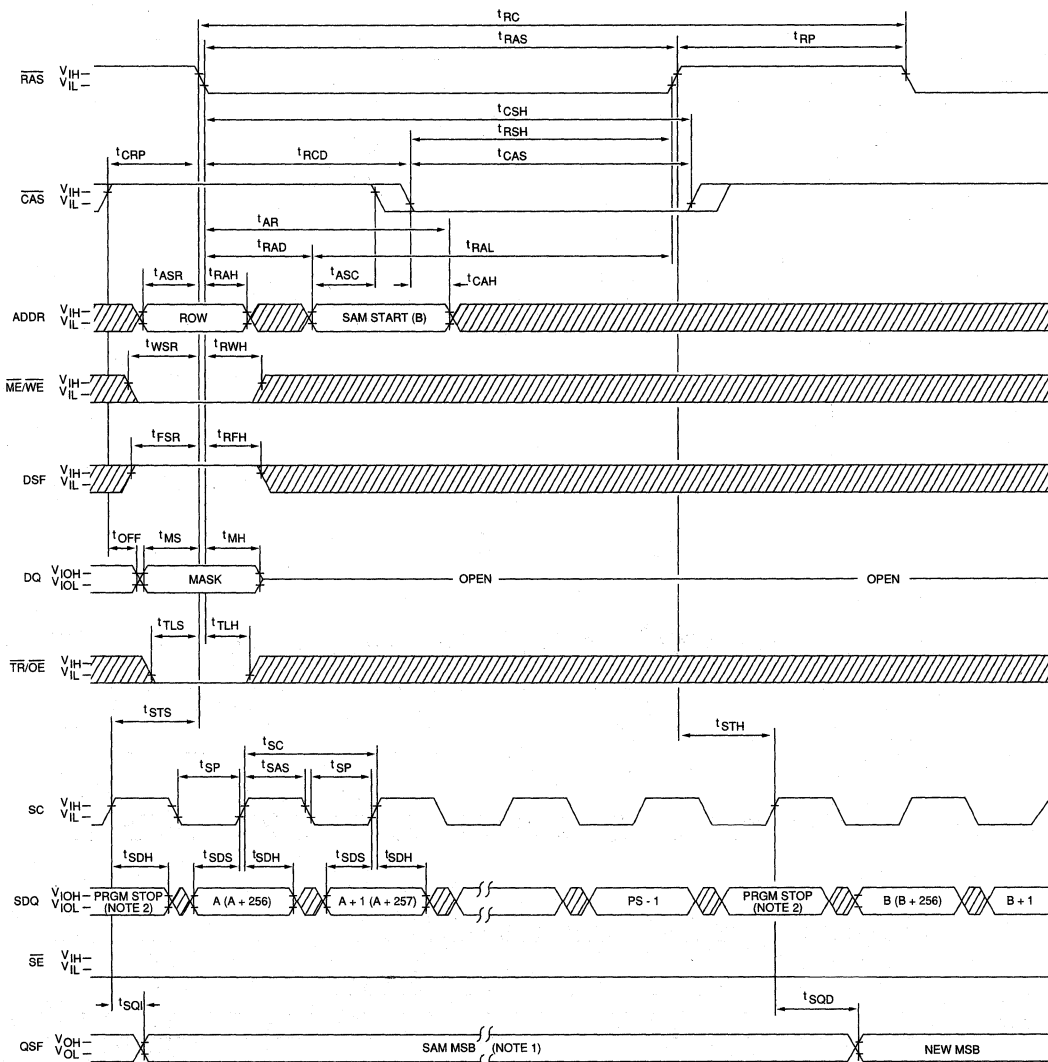 tRC
tRAS
tRP
RAS VIH
VIL
tCSH
tRSH
tCRP
tRCD
tCAS
CAS VIH
VIL
tAR
tRAD
tRAL
tASR
tRAH
tASC
tCAH
ADDR VIH
VIL
ROW
SAM START (B)
tWSR
tRWH
ME/WE VIH
VIL
tFSR
tRFH
DSF VIH
VIL
tOFF
tMS
tMH
DQ VIOH
VIOL
MASK
OPEN
OPEN
tTLS
tTLH
TR/OE VIH
VIL
tSTS
tSTH
tSC
tSP
tSAS
tSP
SC VIH
VIL
tSDH
tSDS
tSDH
tSDS
tSDH
SDQ VIOH
VIOL
PRGM STOP
(NOTE 2)
A (A + 256)
A + 1 (A + 257)
PS - 1
PRGM STOP
(NOTE 2)
B (B + 256)
B + 1
SE VIH
VIL
tSQI
tSQD
QSF VOH
VOL
SAM MSB (NOTE 1)
NEW MSB